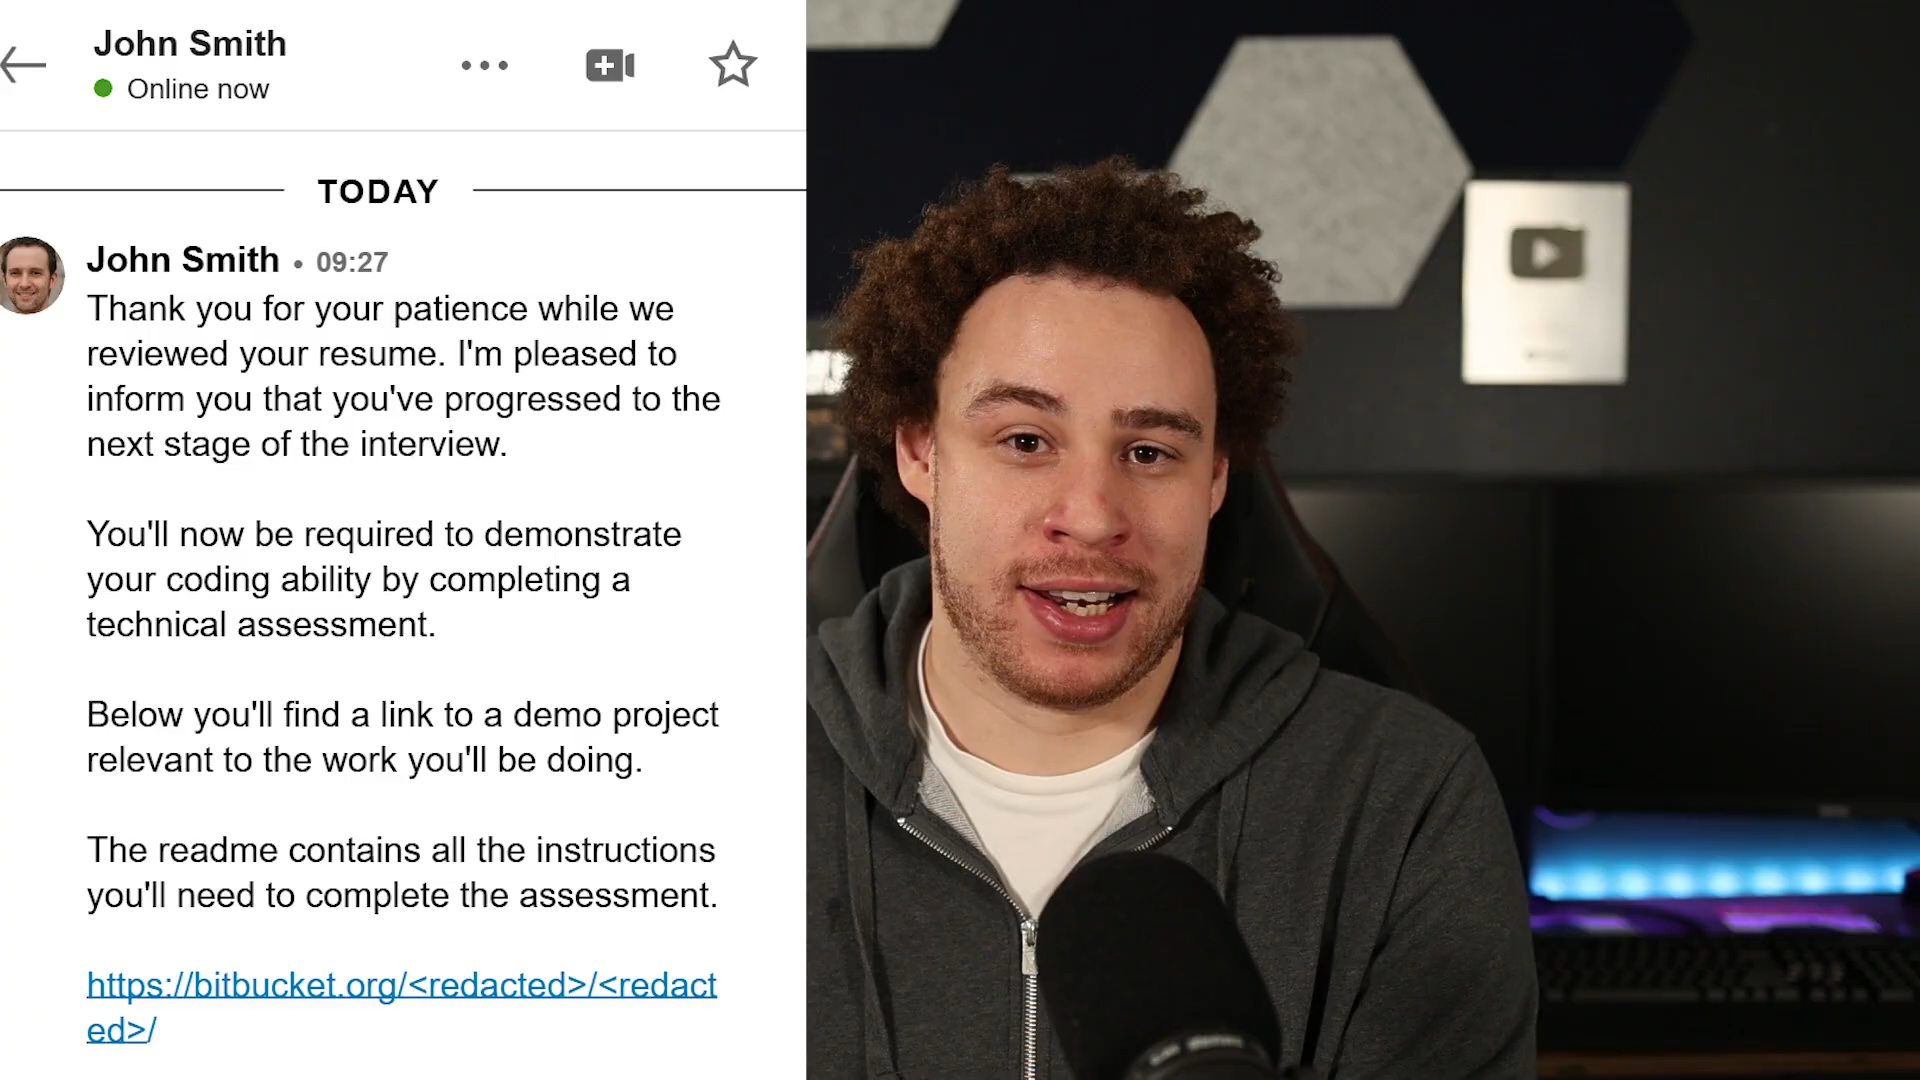 John Smith
Online now
TODAY
John Smith • 09:27
Thank you for your patience while we
reviewed your resume. I'm pleased to
inform you that you've progressed to the
next stage of the interview.
You'll now be required to demonstrate
your coding ability by completing a
technical assessment.
Below you'll find a link to a demo project
relevant to the work you'll be doing.
The readme contains all the instructions
you'll need to complete the assessment.
https://bitbucket.org/<redacted>/<redact
ed>/